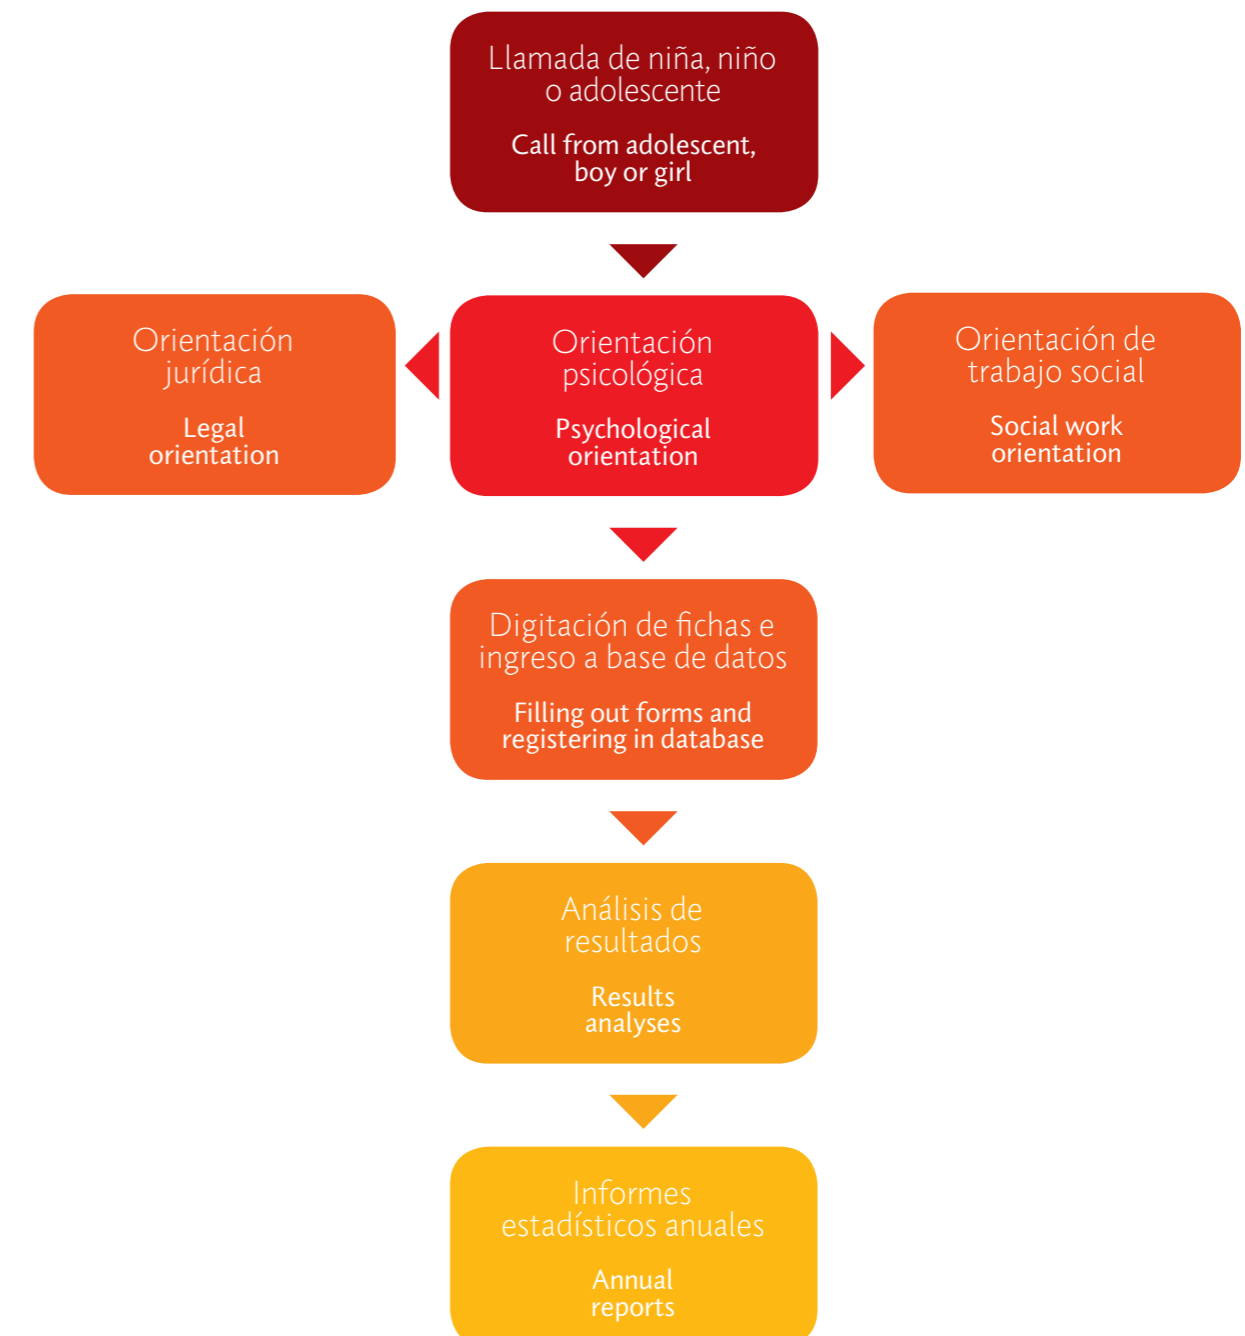 Llamada de niña, niño
o adolescente
Call from adolescent,
boy or girl
Orientación
jurídica
Legal
orientation
Orientación
psicológica
Psychological
orientation
Orientación de
trabajo social
Social work
orientation
Digitación de fichas e
ingreso a base de datos
Filling out forms and
registering in database
Análisis de
resultados
Results
analyses
Informes
estadísticos anuales
Annual
reports